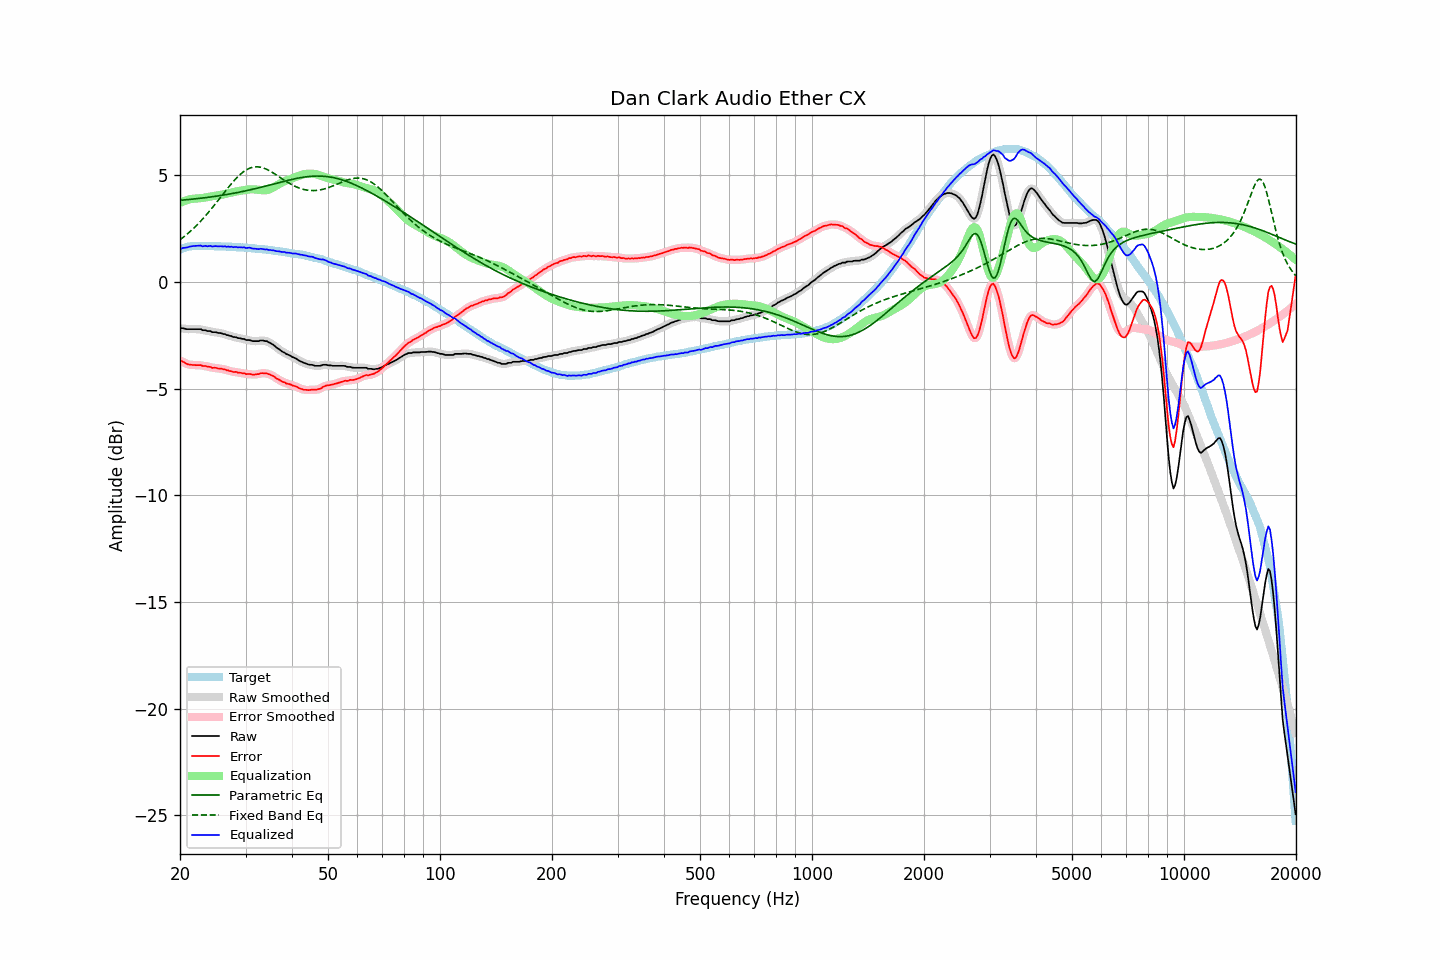 Dan Clark Audio Ether CX
Amplitude (dBr)
5
0
−5
−10
−15
−20
−25
Target
Raw Smoothed
Error Smoothed
Raw
Error
Equalization
Parametric Eq
Fixed Band Eq
Equalized
20 50 100 200 500 1000 2000 5000 10000 20000
Frequency (Hz)